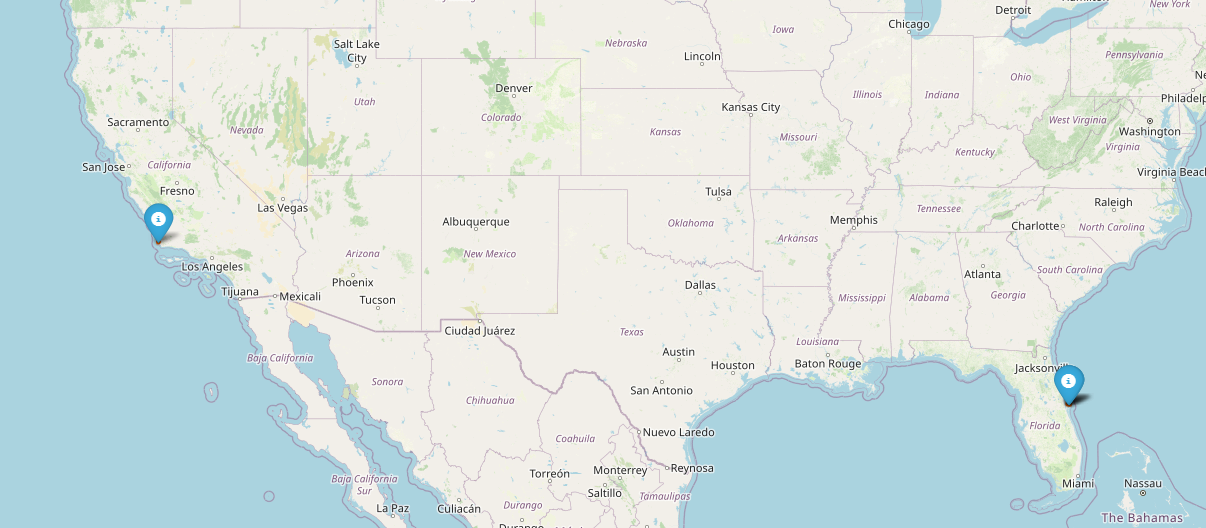 New York
Hamilton
Detroit
Chicago
Iowa
Nebraska
Salt Lake
City
Lincoln
Pennsylvania
Ohio
Denver
Utah
Illinois
Indiana
Philadelp
Kansas City
Colorado
Sacramento
West Virginia
Nevada
Kansas
Missouri
Washington
Virginia
Kentucky
San Jose
California
Virginia Beach
Fresno
Tulsa
Raleigh
Las Vegas
Tennessee
Albuquerque
Oklahoma
Memphis
Charlotte
North Carolina
Arkansas
Arizona
New Mexico
Los Angeles
South Carolina
Atlanta
Phoenix
Dallas
Tijuana
Mexicali
Tucson
Mississippi
Alabama
Georgia
Ciudad Juárez
Texas
Louisiana
Austin
Baja California
Houston
Baton Rouge
Jacksonvill
Sonora
San Antonio
Chihuahua
Florida
Nuevo Laredo
Coahuila
Torreón
Monterrey
Reynosa
Baja California
Sur
Miami
Nassau
Saltillo
Tamaulipas
La Paz
Culiacán
Durango
The Bahamas
Durango